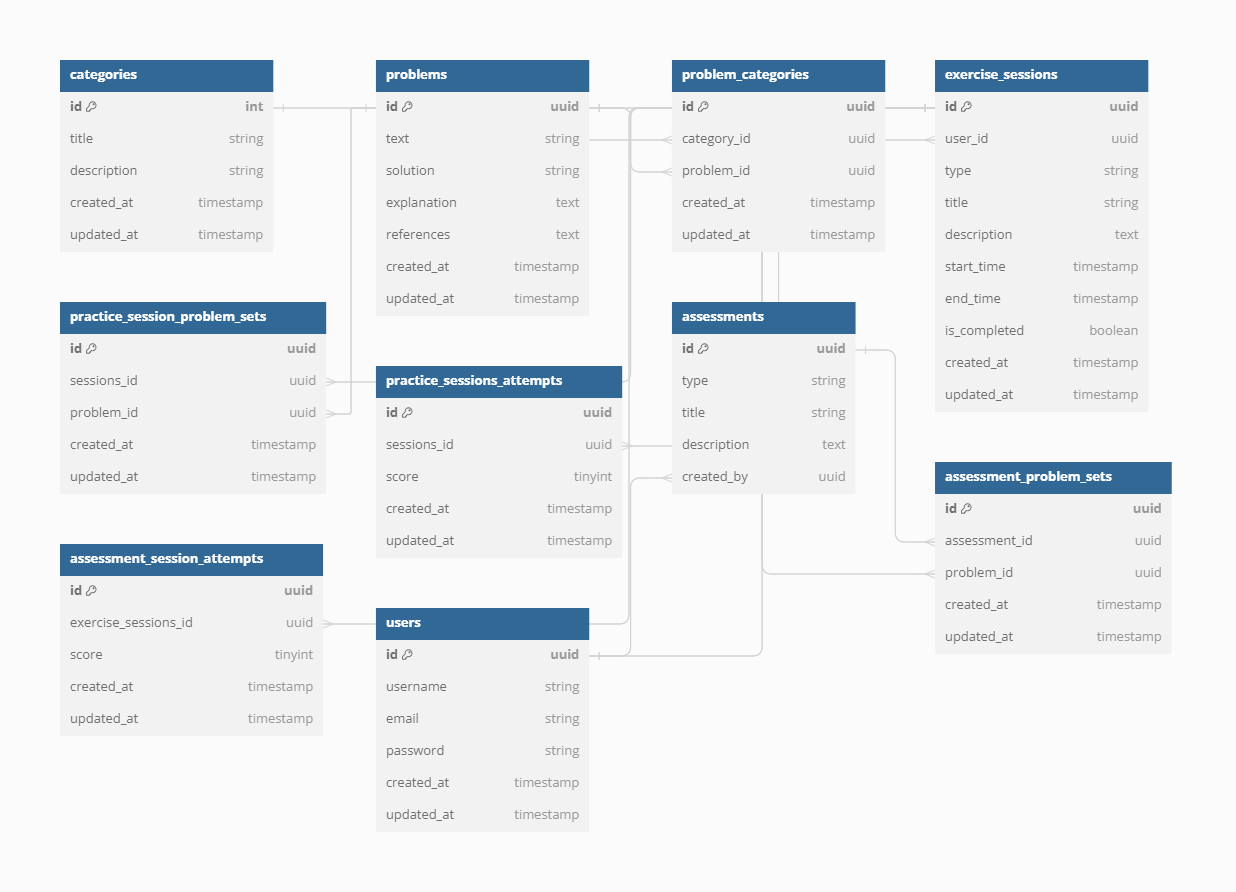 categories
id int
title string
description string
created_at timestamp
updated_at timestamp
problems
id uuid
text string
solution string
explanation text
references text
created_at timestamp
updated_at timestamp
problem_categories
id uuid
category_id uuid
problem_id uuid
created_at timestamp
updated_at timestamp
exercise_sessions
id uuid
user_id uuid
type string
title string
description text
start_time timestamp
end_time timestamp
is_completed boolean
created_at timestamp
updated_at timestamp
practice_session_problem_sets
id uuid
sessions_id uuid
problem_id uuid
created_at timestamp
updated_at timestamp
practice_sessions_attempts
id uuid
sessions_id uuid
score tinyint
created_at timestamp
updated_at timestamp
assessments
id uuid
type string
title string
description text
created_by uuid
assessment_problem_sets
id uuid
assessment_id uuid
problem_id uuid
created_at timestamp
updated_at timestamp
assessment_session_attempts
id uuid
exercise_sessions_id uuid
score tinyint
created_at timestamp
updated_at timestamp
users
id uuid
username string
email string
password string
created_at timestamp
updated_at timestamp